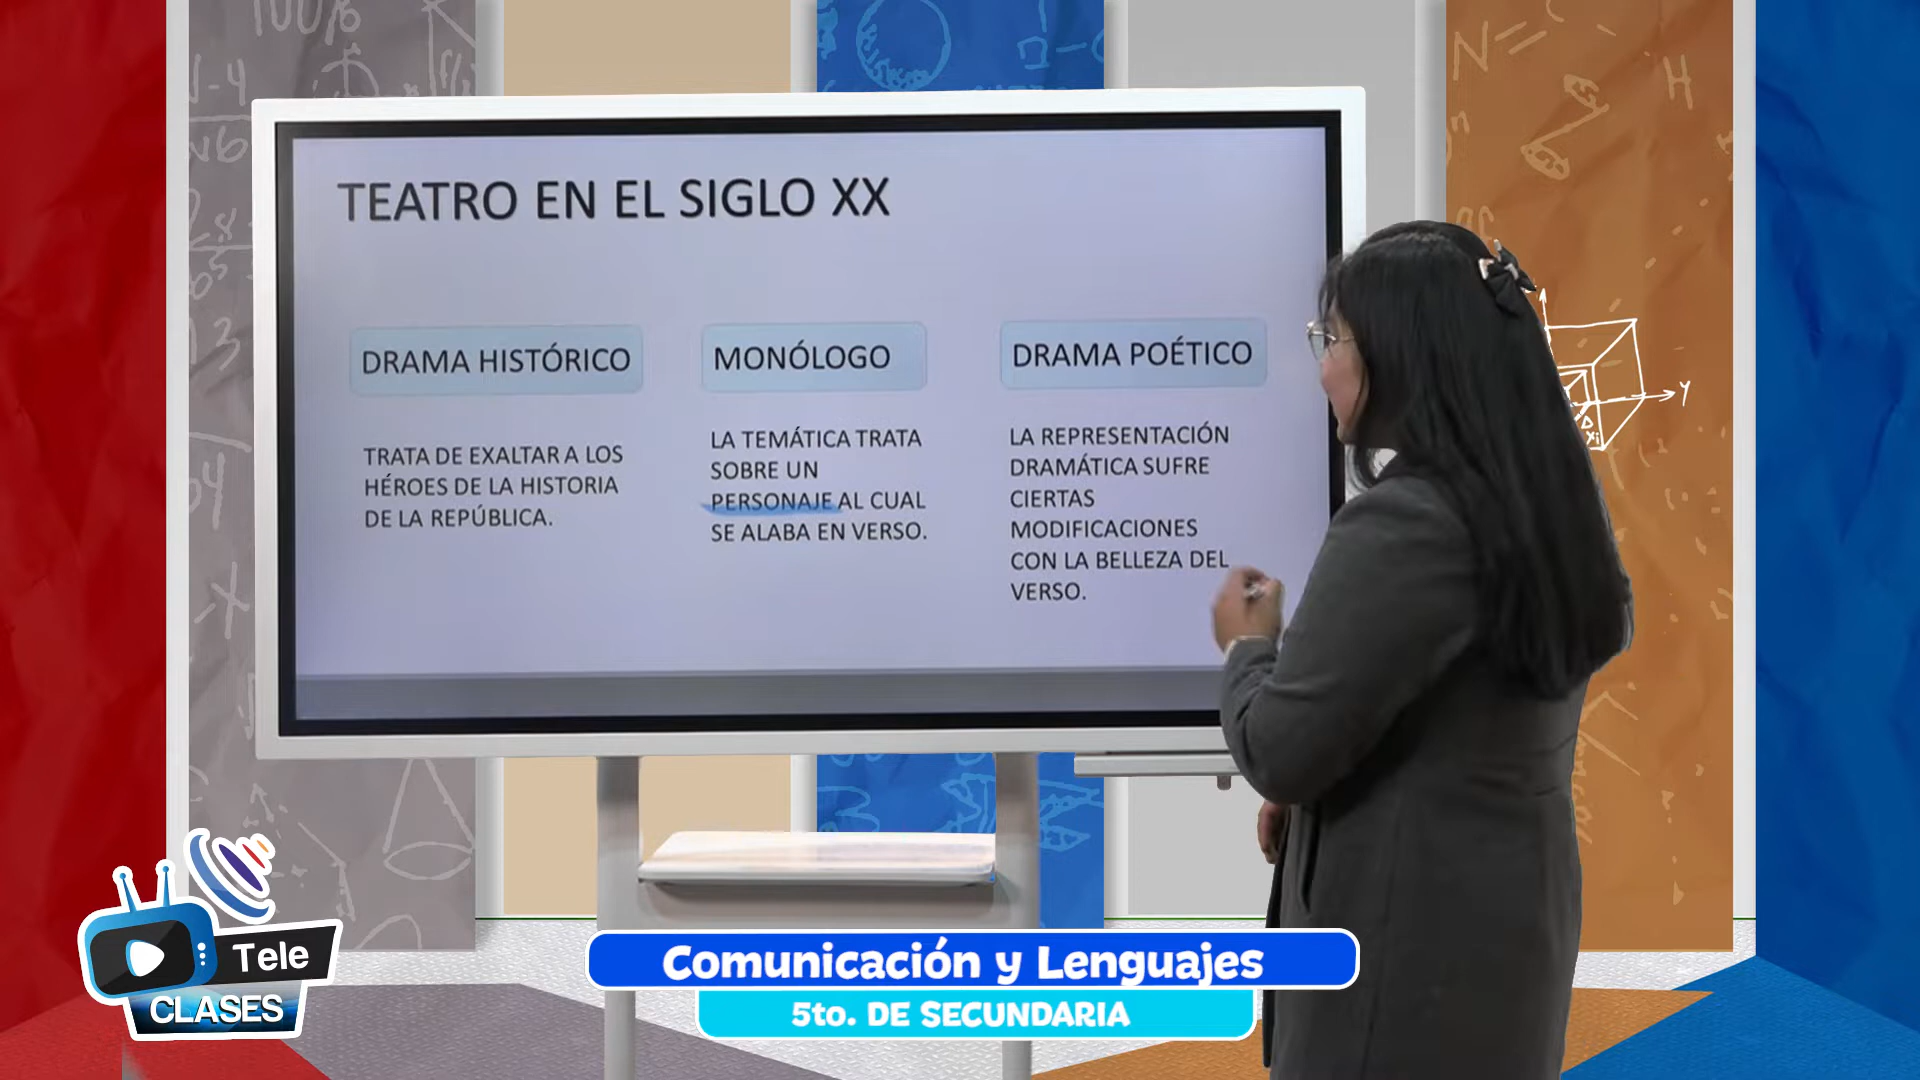 TEATRO EN EL SIGLO XX
DRAMA HISTÓRICO
TRATA DE EXALTAR A LOS
HÉROES DE LA HISTORIA
DE LA REPÚBLICA.
MONÓLOGO
LA TEMÁTICA TRATA
SOBRE UN
PERSONAJE AL CUAL
SE ALABA EN VERSO.
DRAMA POÉTICO
LA REPRESENTACIÓN
DRAMÁTICA SUFRE
CIERTAS
MODIFICACIONES
CON LA BELLEZA DEL
VERSO.
Tele
CLASES
Comunicación y Lenguajes
5to. DE SECUNDARIA